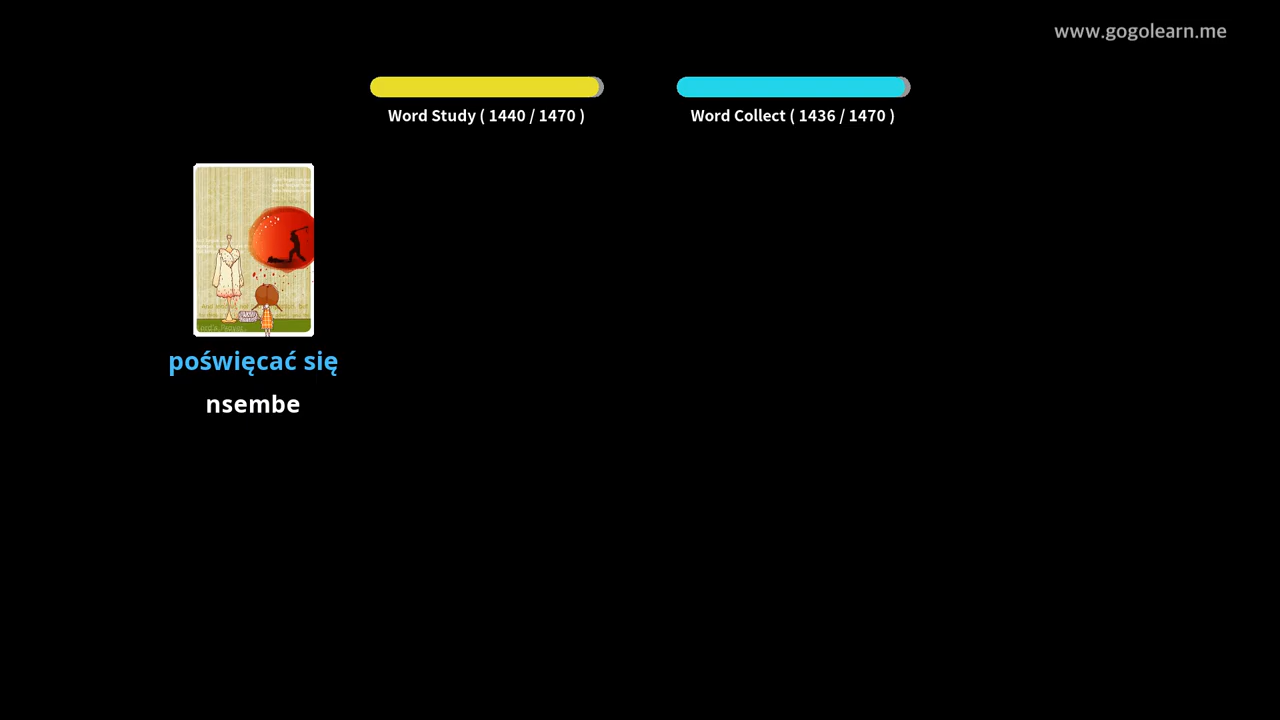 www.gogolearn.me
Word Study ( 1440 / 1470 )
Word Collect ( 1436 / 1470 )
poświęcać się
nsembe